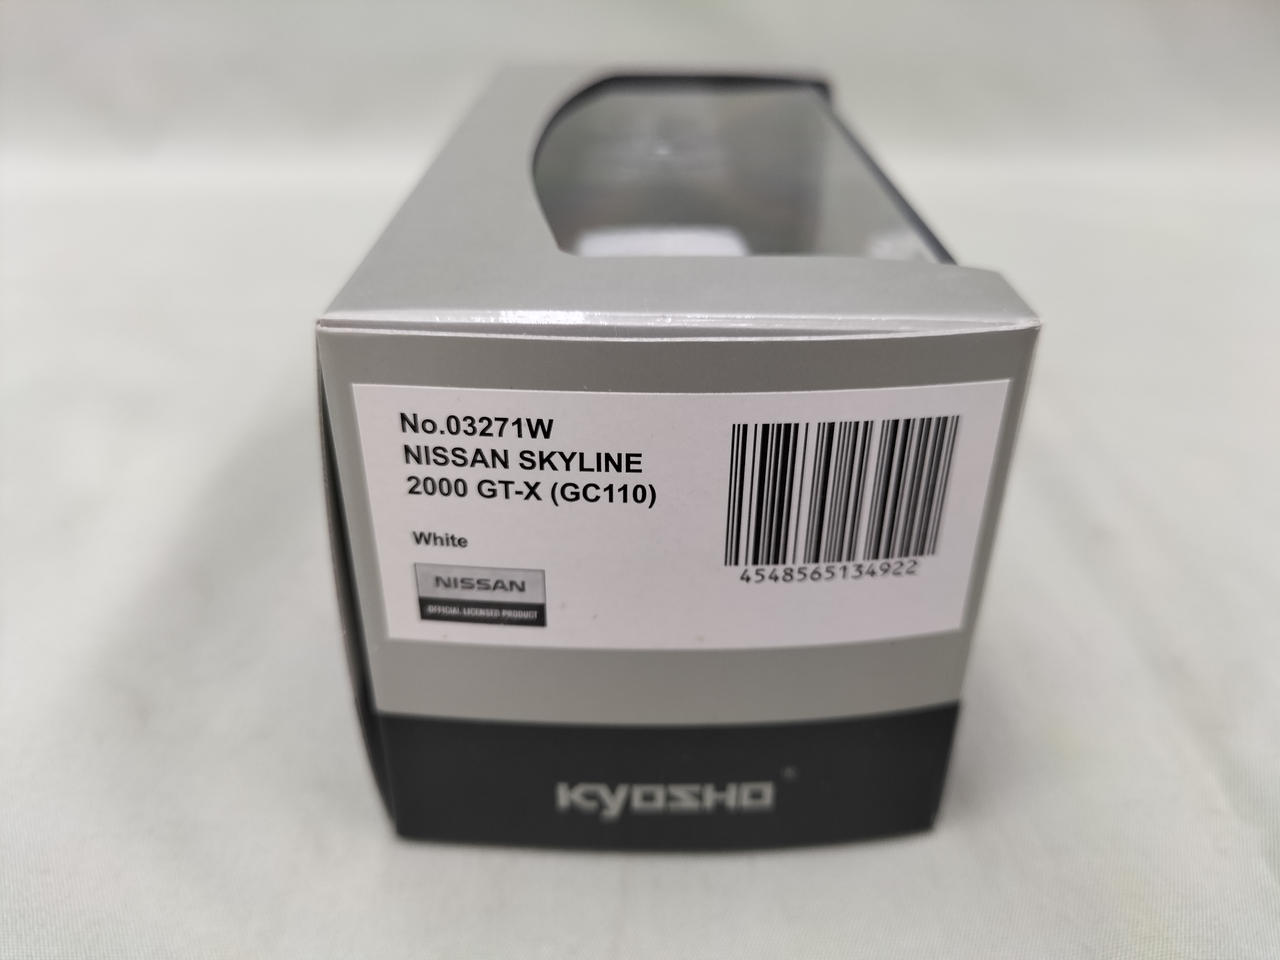 No.03271W
NISSAN SKYLINE
2000 GT-X (GC110)
White
NISSAN
OFFICIAL LICENSED PRODUCT
4548565134922
KYOSHO